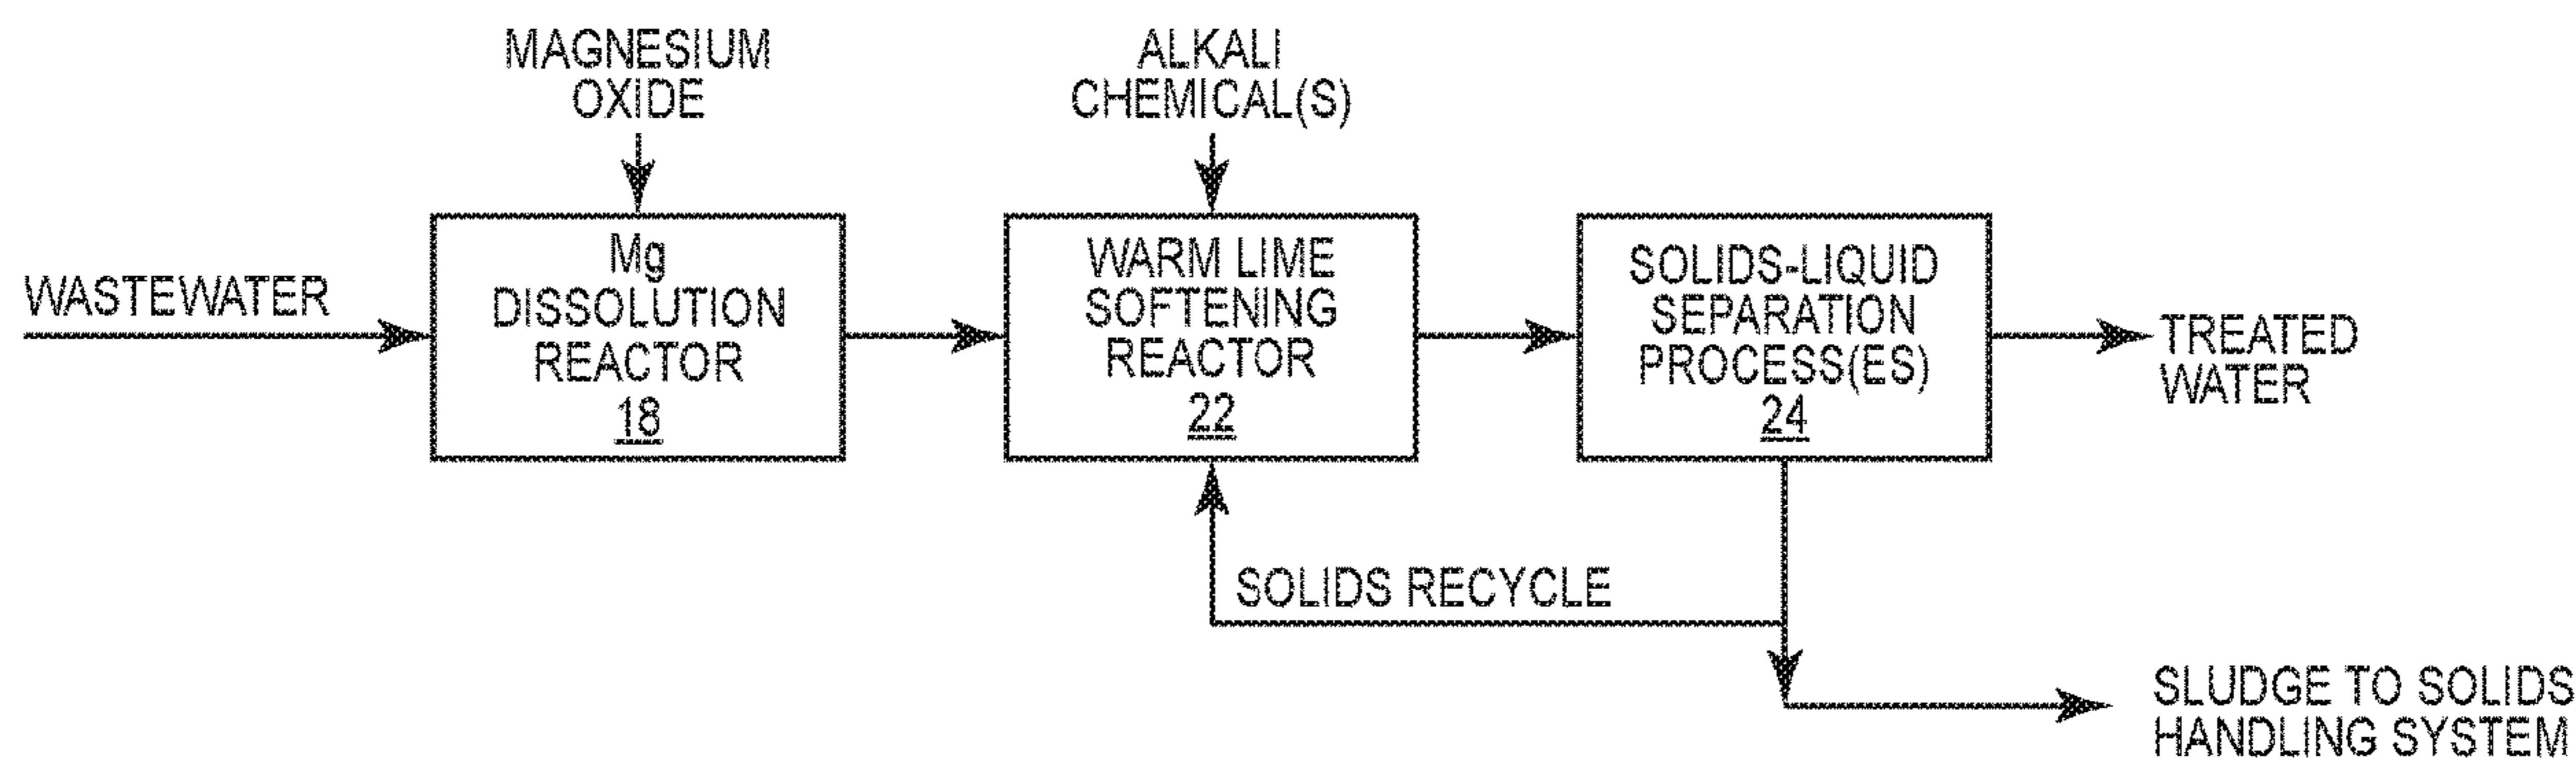 MAGNESIUM
OXIDE
ALKALI
CHEMICAL(S)
WASTEWATER
Mg
DISSOLUTION
REACTOR
18
WARM LIME
SOFTENING
REACTOR
22
SOLIDS-LIQUID
SEPARATION
PROCESS(ES)
24
TREATED
WATER
SOLIDS RECYCLE
SLUDGE TO SOLIDS
HANDLING SYSTEM